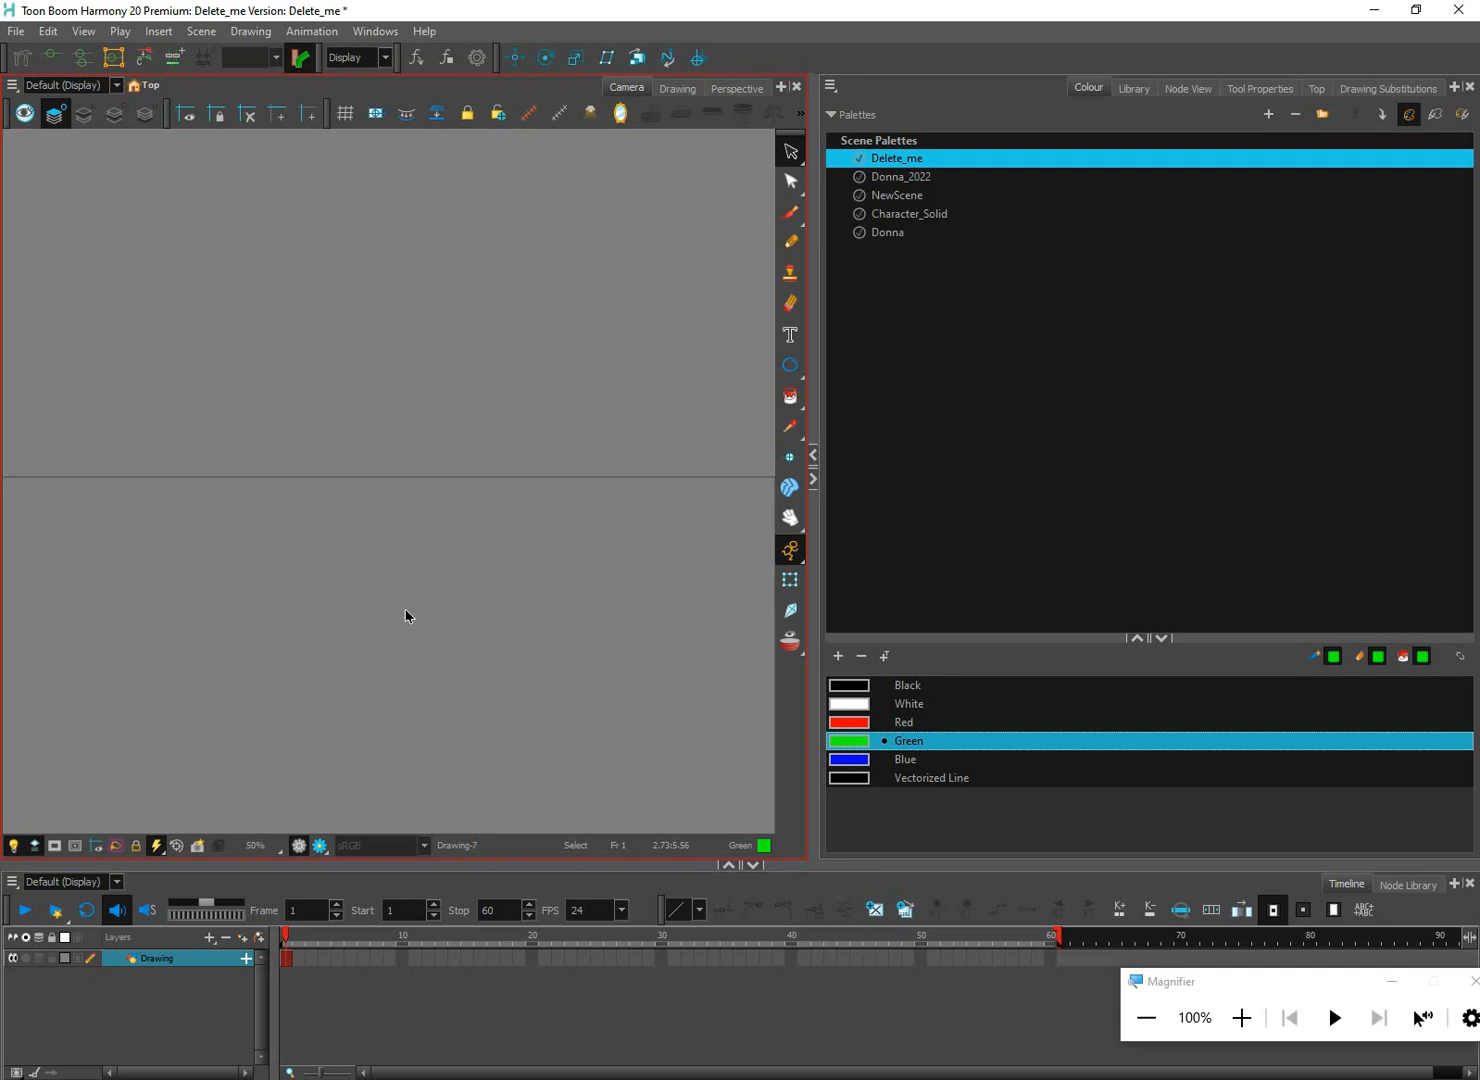 Toon Boom Harmony 20 Premium: Delete_me Version: Delete_me *
File Edit View Play Insert Scene Drawing Animation Windows Help
Display
Default (Display) Top Camera Drawing Perspective
Colour Library Node View Tool Properties Top Drawing Substitutions
Palettes
Scene Palettes
Delete_me
Donna_2022
NewScene
Character_Solid
Donna
T
Black
White
Red
Green
Blue
Vectorized Line
50% sRGB Drawing-7 Select Fr 1 2.73:5.56 Green
Default (Display) Timeline Node Library
S Frame 1 Start 1 Stop 60 FPS 24 K+ K- ABC+
Layers 10 20 30 40 50 60 70 80 90
Drawing
Magnifier
100%